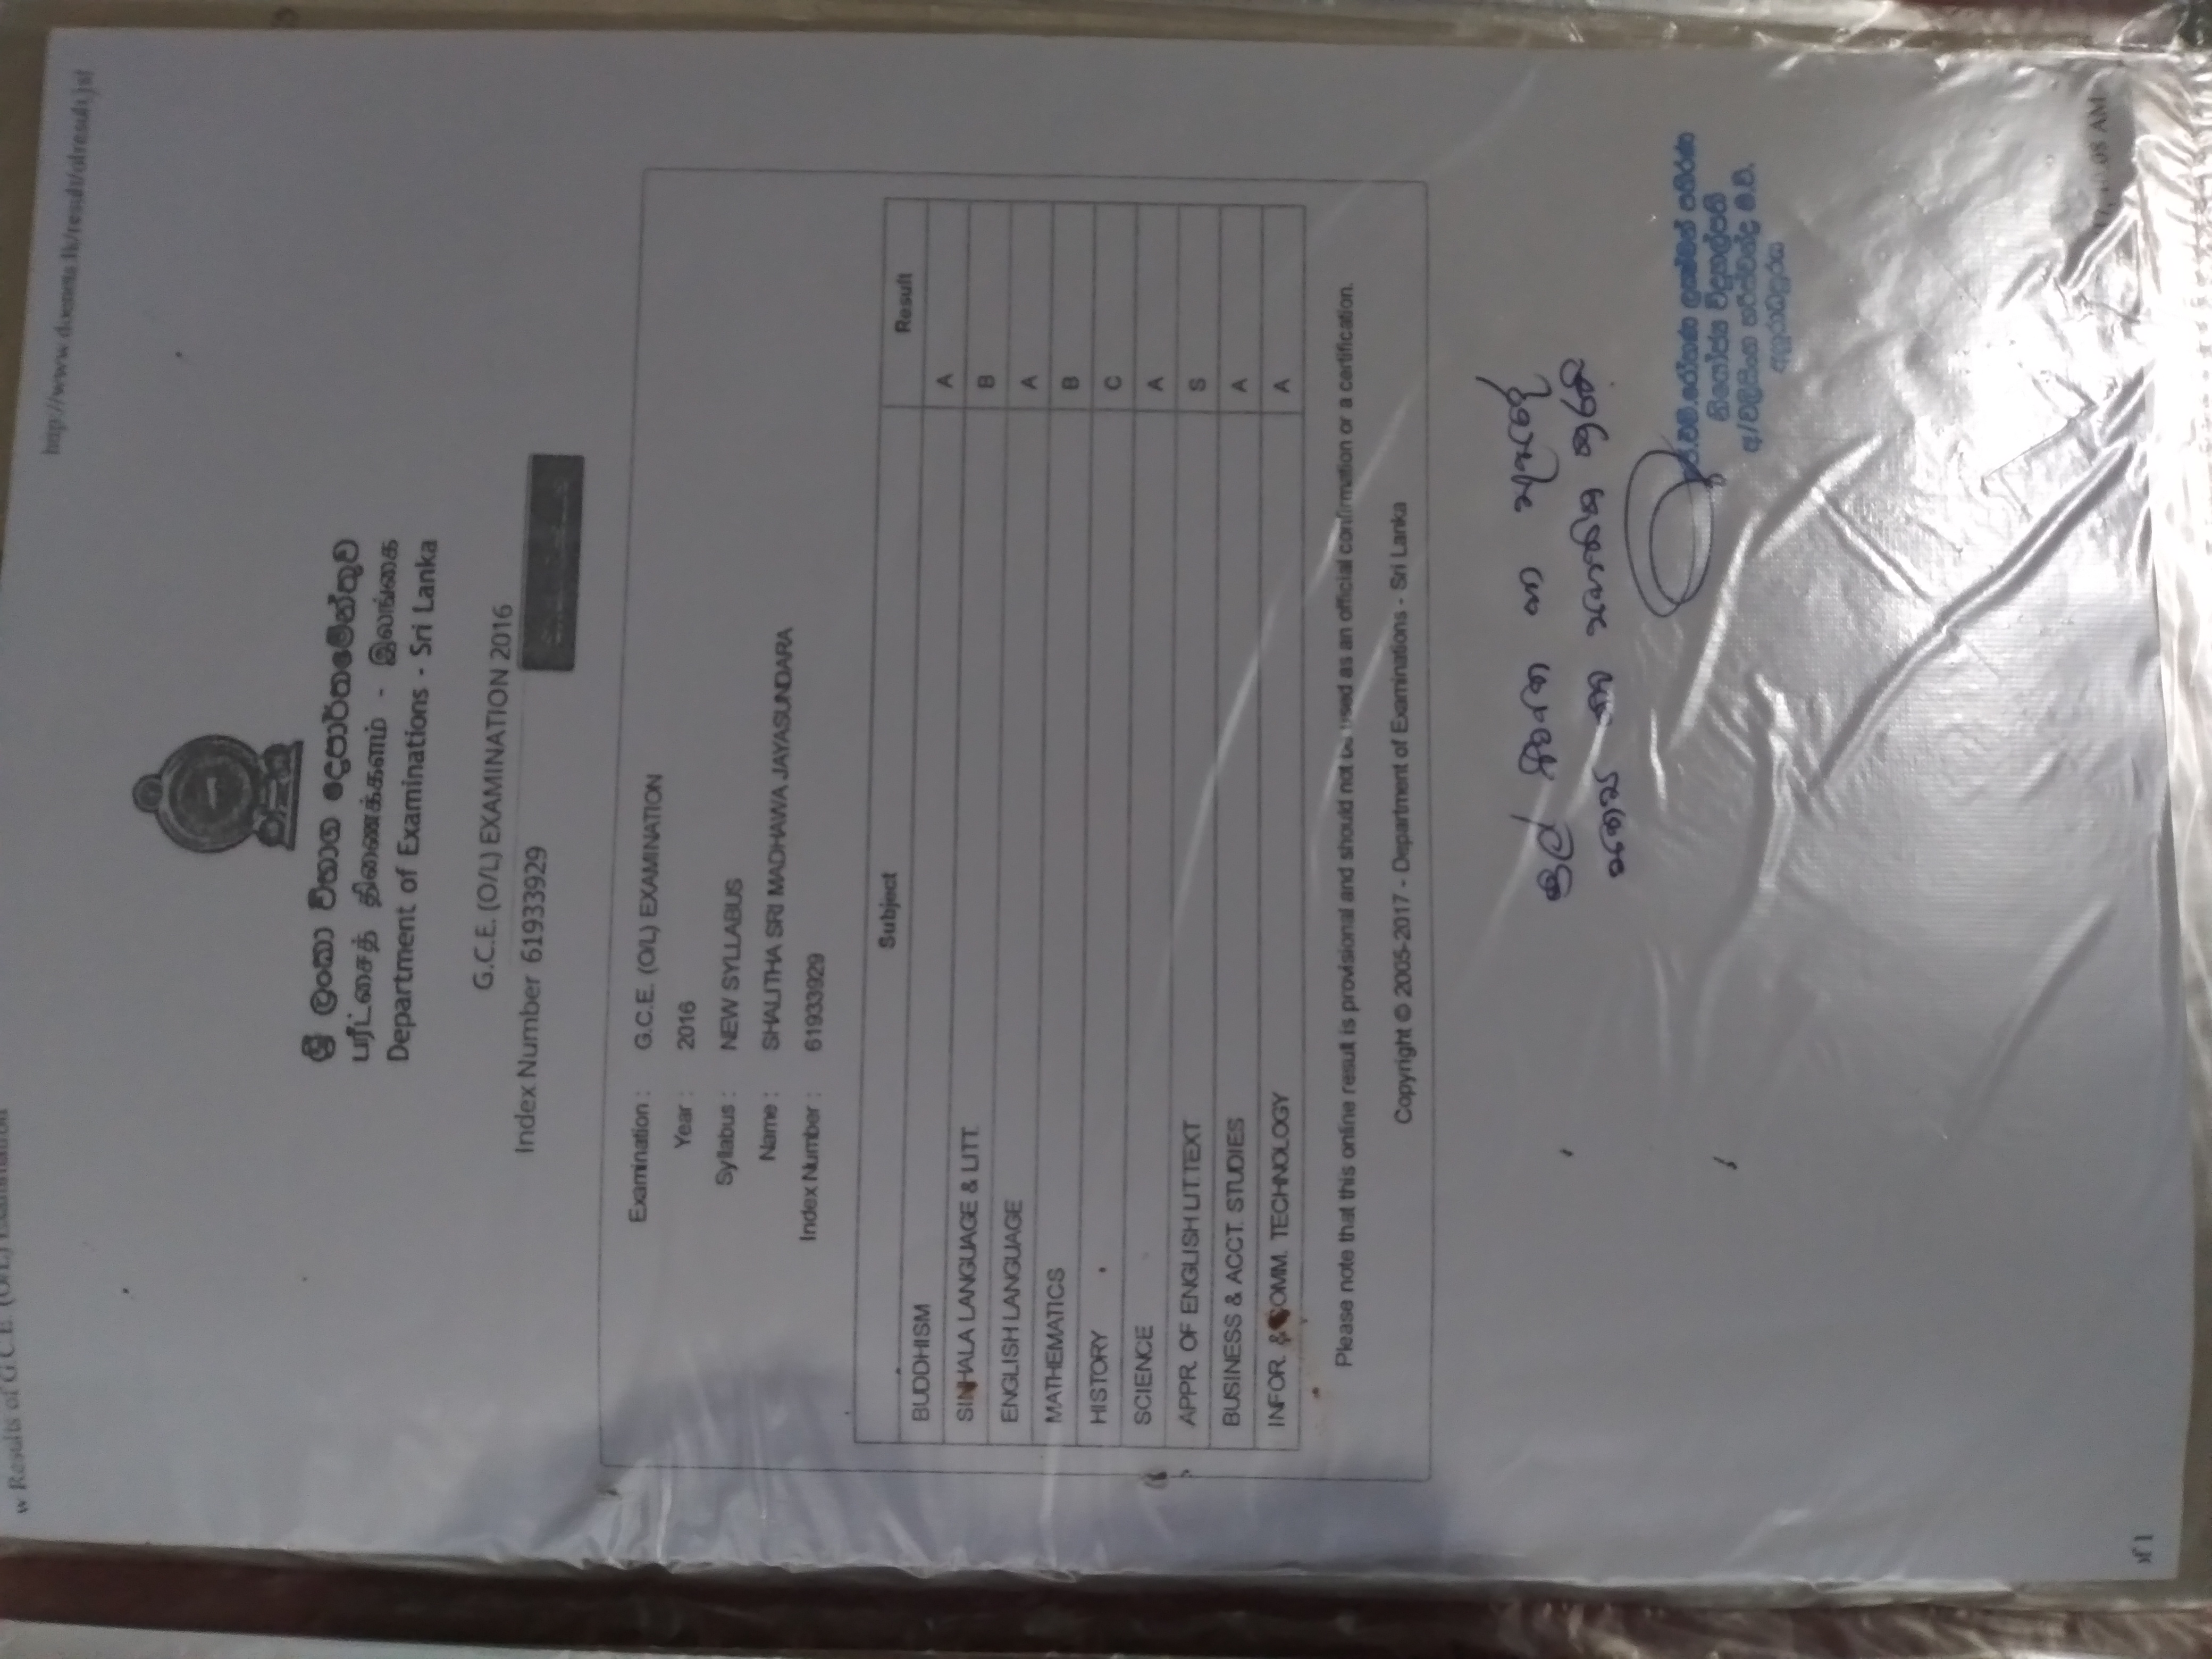 w Results of G.C.E. (O/L) Examination
http://www.doenets.lk/result/olresult.jsf
ශ්‍රී ලංකා විභාග දෙපාර්තමේන්තුව
பரீட்சைத் திணைக்களம் - இலங்கை
Department of Examinations - Sri Lanka
G.C.E. (O/L) EXAMINATION 2016
Index Number 61933929
Examination : G.C.E. (O/L) EXAMINATION
Year : 2016
Syllabus : NEW SYLLABUS
Name : SHALITHA SRI MADHAWA JAYASUNDARA
Index Number : 61933929
Subject Result
BUDDHISM A
SINHALA LANGUAGE & LITT. B
ENGLISH LANGUAGE A
MATHEMATICS B
HISTORY C
SCIENCE A
APPR. OF ENGLISH LIT.TEXT S
BUSINESS & ACCT. STUDIES A
INFOR. & COMM. TECHNOLOGY A
Please note that this online result is provisional and should not be used as an official confirmation or a certification.
Copyright © 2005-2017 - Department of Examinations - Sri Lanka
මුල් පිටපත හා
සහතික කරමි
රෝහණ ලක්ෂ්මන් පතිරණ
නියෝජ්‍ය විදුහල්පති
අ/වලිසිංහ හරිස්චන්ද්‍ර ම.වි.
අනුරාධපුරය
08 AM
of 1